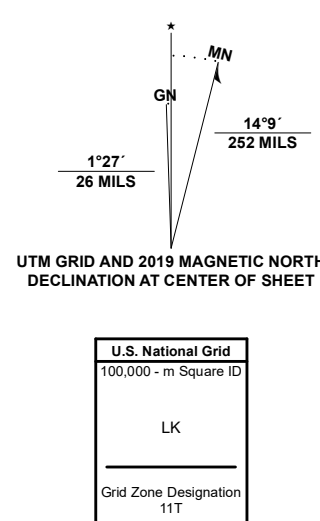 ★
MN
GN
14°9´
252 MILS
1°27´
26 MILS
UTM GRID AND 2019 MAGNETIC NORTH
DECLINATION AT CENTER OF SHEET
U.S. National Grid
100,000 - m Square ID
LK
Grid Zone Designation
11T